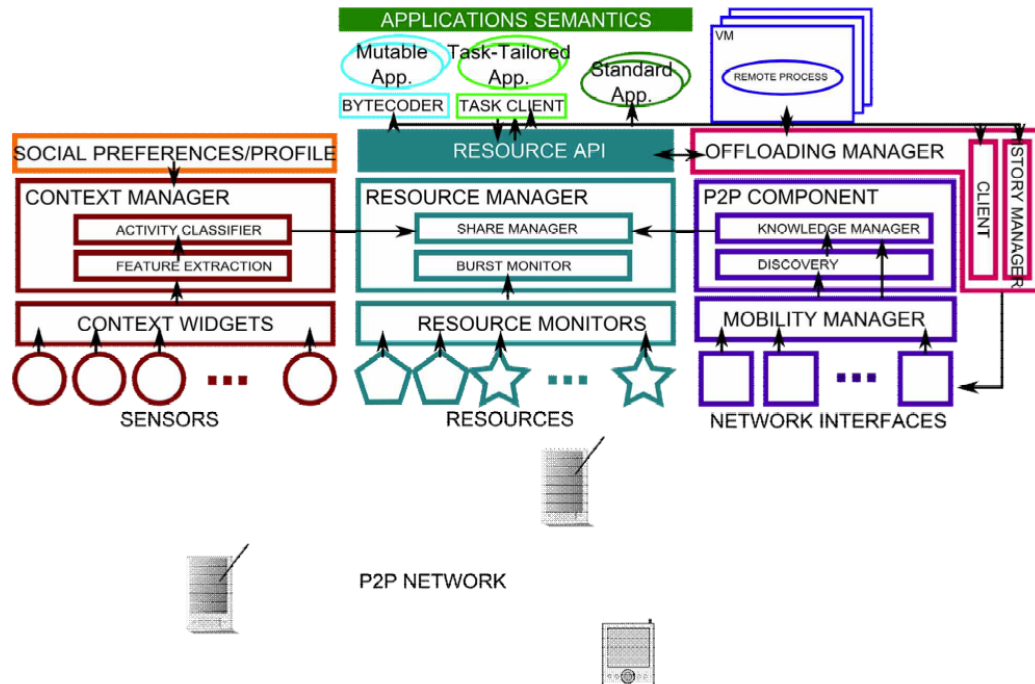 APPLICATIONS SEMANTICS
Mutable
App.
Task-Tailored
App.
Standard
App.
VM
REMOTE PROCESS
BYTECODER
TASK CLIENT
SOCIAL PREFERENCES/PROFILE
RESOURCE API
OFFLOADING MANAGER
CLIENT
ISTORY MANAGER
CONTEXT MANAGER
ACTIVITY CLASSIFIER
FEATURE EXTRACTION
RESOURCE MANAGER
SHARE MANAGER
BURST MONITOR
P2P COMPONENT
KNOWLEDGE MANAGER
DISCOVERY
CONTEXT WIDGETS
RESOURCE MONITORS
MOBILITY MANAGER
SENSORS
RESOURCES
NETWORK INTERFACES
P2P NETWORK